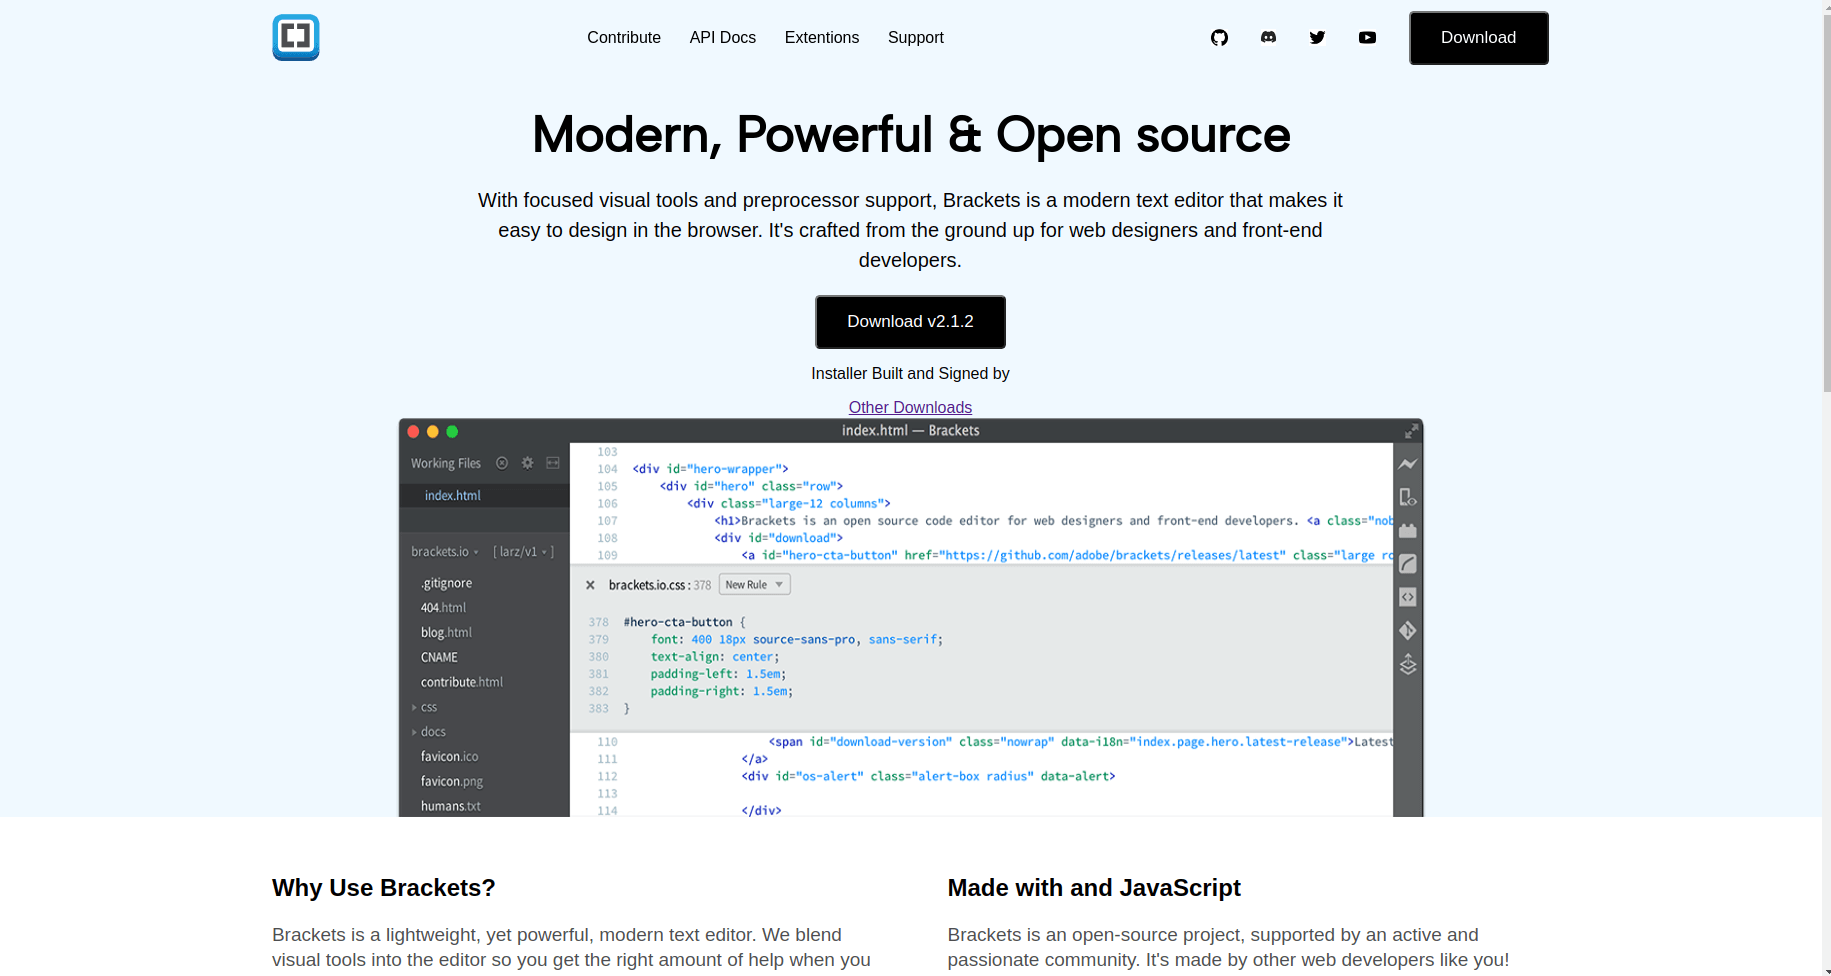 Contribute API Docs Extentions Support Download
Modern, Powerful & Open source
With focused visual tools and preprocessor support, Brackets is a modern text editor that makes it
easy to design in the browser. It's crafted from the ground up for web designers and front-end
developers.
Download v2.1.2
Installer Built and Signed by
Other Downloads
index.html — Brackets
Working Files
index.html
brackets.io [ larz/v1 ]
.gitignore
404.html
blog.html
CNAME
contribute.html
css
docs
favicon.ico
favicon.png
humans.txt
103
104 <div id="hero-wrapper">
105 <div id="hero" class="row">
106 <div class="large-12 columns">
107 <h1>Brackets is an open source code editor for web designers and front-end developers. <a class="nob
108 <div id="download">
109 <a id="hero-cta-button" href="https://github.com/adobe/brackets/releases/latest" class="large ro
× brackets.io.css : 378 New Rule
378 #hero-cta-button {
379 font: 400 18px source-sans-pro, sans-serif;
380 text-align: center;
381 padding-left: 1.5em;
382 padding-right: 1.5em;
383 }
110 <span id="download-version" class="nowrap" data-i18n="index.page.hero.latest-release">Latest
111 </a>
112 <div id="os-alert" class="alert-box radius" data-alert>
113
114 </div>
Why Use Brackets?
Brackets is a lightweight, yet powerful, modern text editor. We blend
visual tools into the editor so you get the right amount of help when you
Made with and JavaScript
Brackets is an open-source project, supported by an active and
passionate community. It's made by other web developers like you!